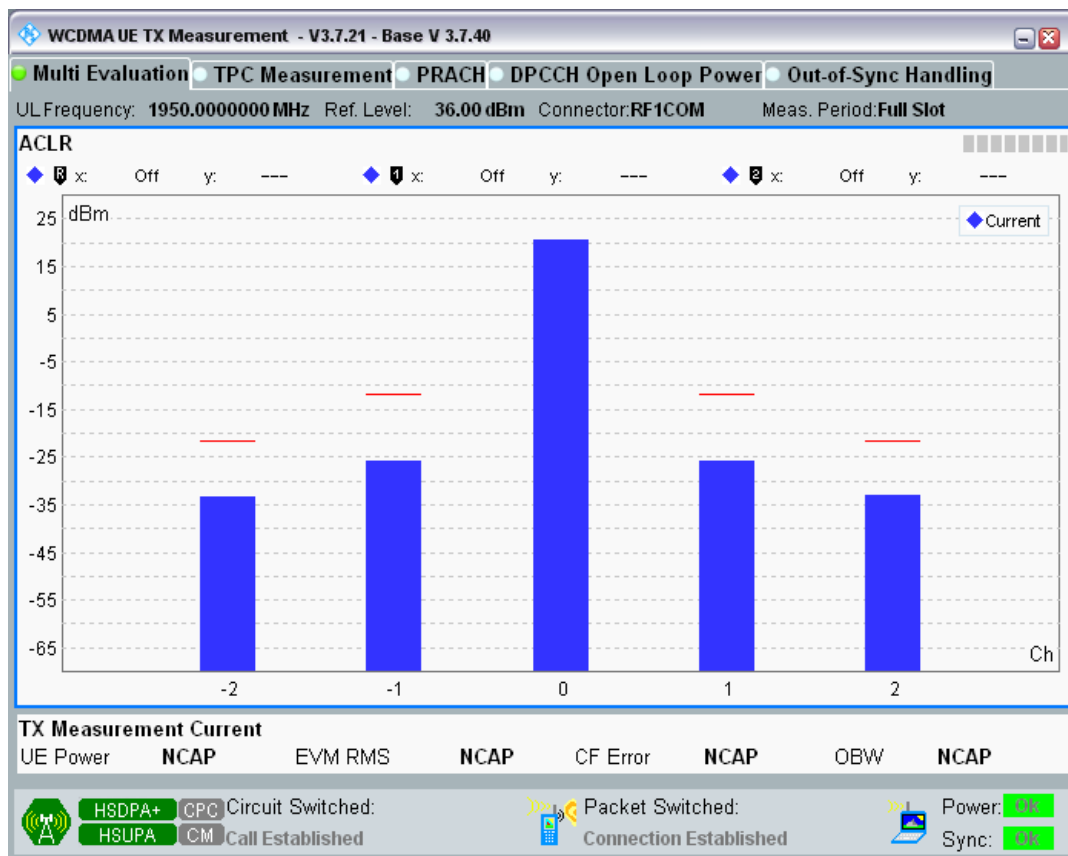 WCDMA UE TX Measurement - V3.7.21 - Base V 3.7.40
Multi Evaluation TPC Measurement PRACH DPCCH Open Loop Power Out-of-Sync Handling
UL Frequency: 1950.0000000 MHz Ref. Level: 36.00 dBm Connector:RF1COM Meas. Period:Full Slot
ACLR
R x: Off y: --- 1 x: Off y: --- 2 x: Off y: ---
25 dBm Current
15
5
-5
-15
-25
-35
-45
-55
-65 Ch
-2 -1 0 1 2
TX Measurement Current
UE Power NCAP EVM RMS NCAP CF Error NCAP OBW NCAP
HSDPA+ CPC Circuit Switched: Packet Switched: Power: OK
HSUPA CM Call Established Connection Established Sync: OK